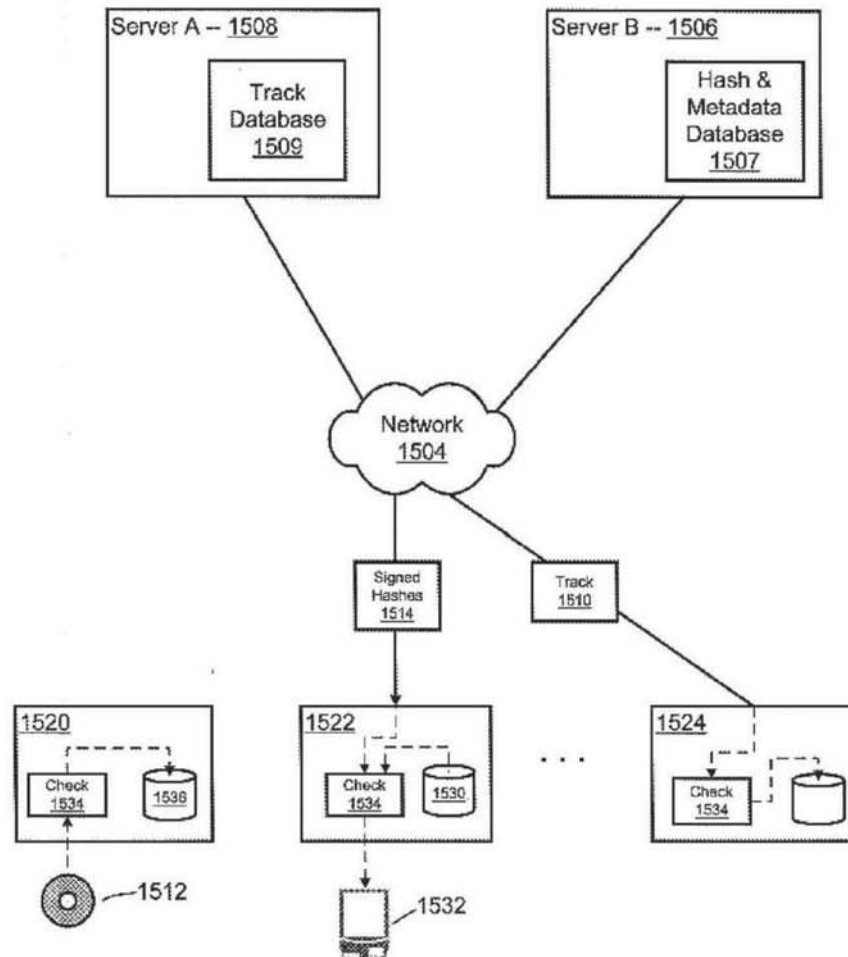 Server A -- 1508
Track
Database
1509
Server B -- 1506
Hash &
Metadata
Database
1507
Network
1504
Signed
Hashes
1514
Track
1510
1520
Check
1534
1536
1512
1522
Check
1534
1530
1532
. . .
1524
Check
1534